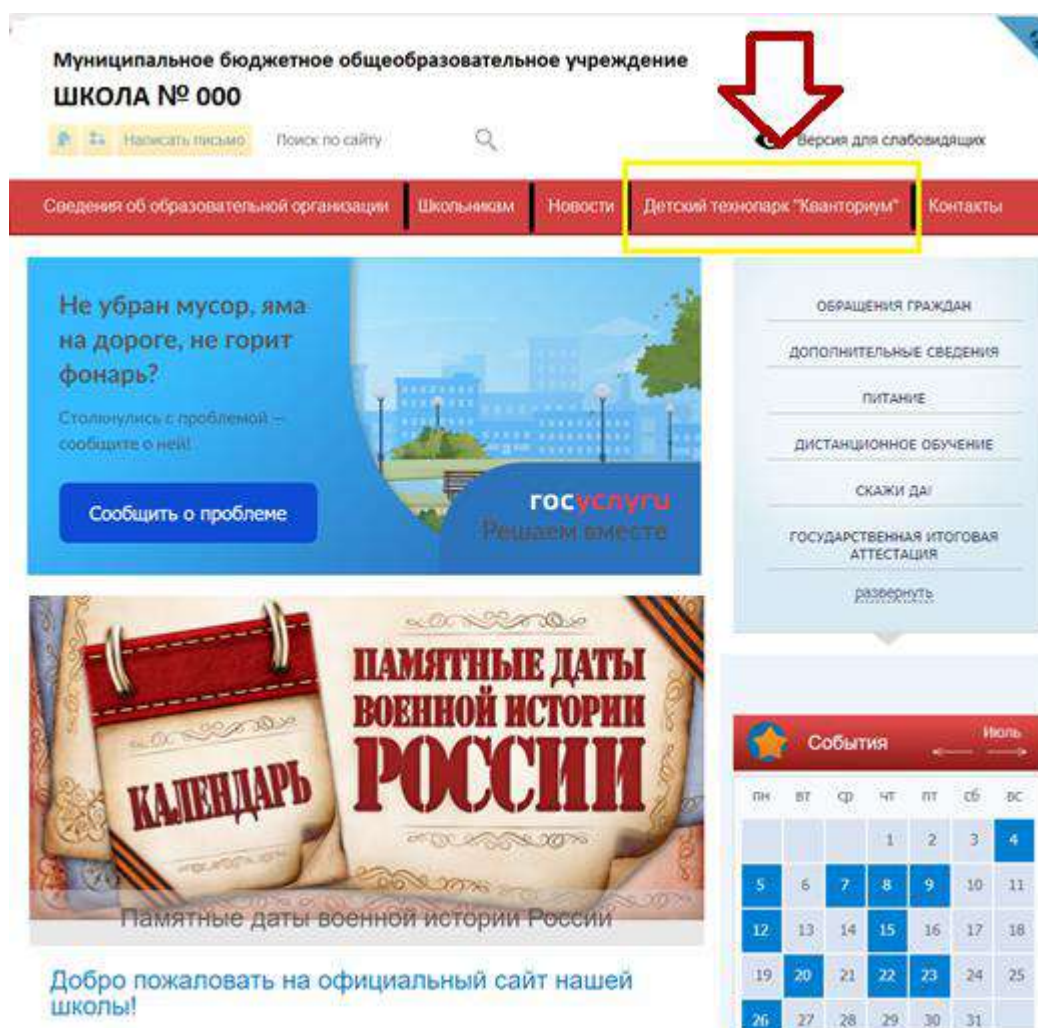 Муниципальное бюджетное общеобразовательное учреждение
ШКОЛА № 000
Написать письмо Поиск по сайту
Версия для слабовидящих
Сведения об образовательной организации Школьникам Новости Детский технопарк "Кванториум" Контакты
Не убран мусор, яма
на дороге, не горит
фонарь?
Столкнулись с проблемой —
сообщите о ней!
Сообщить о проблеме
госуслуги
Решаем вместе
ОБРАЩЕНИЯ ГРАЖДАН
ДОПОЛНИТЕЛЬНЫЕ СВЕДЕНИЯ
ПИТАНИЕ
ДИСТАНЦИОННОЕ ОБУЧЕНИЕ
СКАЖИ ДА!
ГОСУДАРСТВЕННАЯ ИТОГОВАЯ
АТТЕСТАЦИЯ
развернуть
ПАМЯТНЫЕ ДАТЫ
ВОЕННОЙ ИСТОРИИ
РОССИИ
КАЛЕНДАРЬ
Памятные даты военной истории России
Добро пожаловать на официальный сайт нашей
школы!
События Июль
пн вт ср чт пт сб вс
1 2 3 4
5 6 7 8 9 10 11
12 13 14 15 16 17 18
19 20 21 22 23 24 25
26 27 28 29 30 31